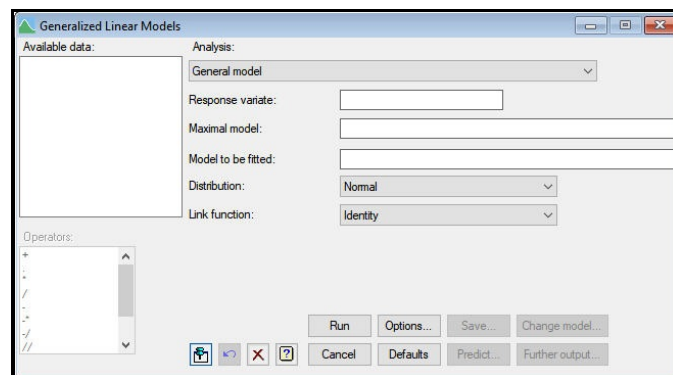 Generalized Linear Models
Available data:
Analysis:
General model
Response variate:
Maximal model:
Model to be fitted:
Distribution:
Normal
Link function:
Identity
Operators:
+
.
*
/
-
-*
-/
//
Run
Options...
Save...
Change model...
Cancel
Defaults
Predict...
Further output...